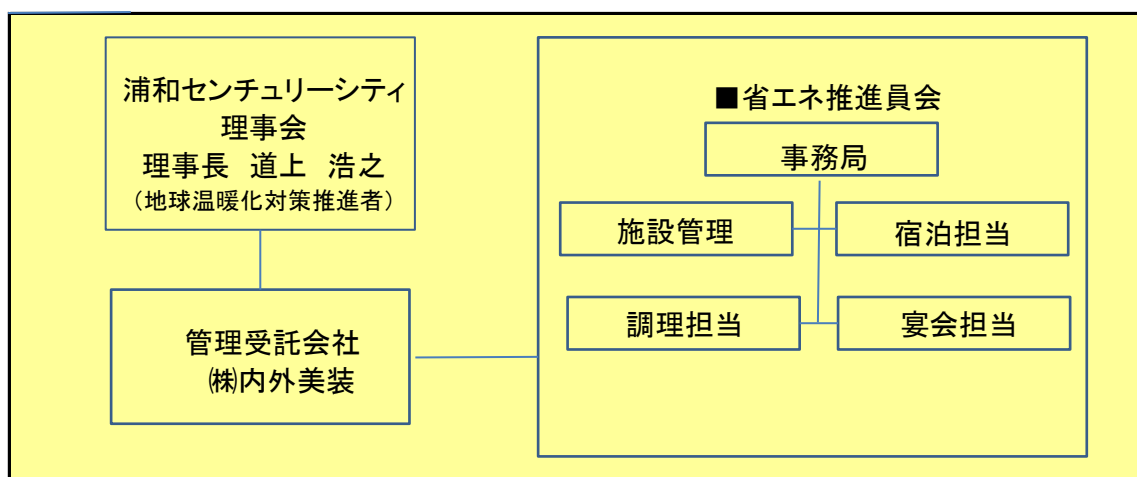 浦和センチュリーシティ
理事会
理事長 道上 浩之
（地球温暖化対策推進者）
管理受託会社
㈱内外美装
■省エネ推進員会
事務局
施設管理
宿泊担当
調理担当
宴会担当